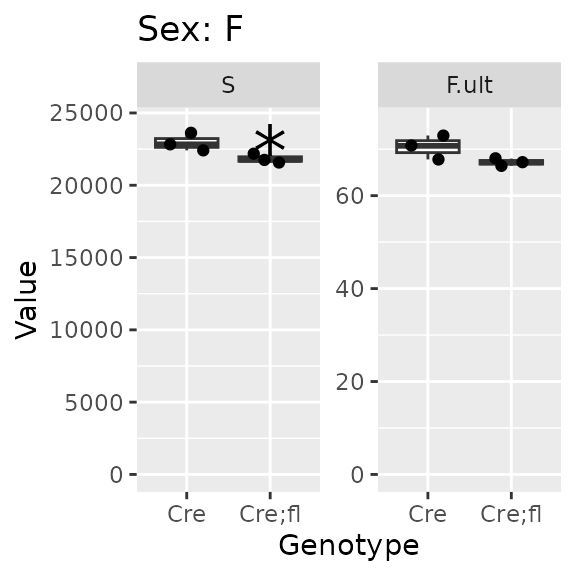 Sex: F
S
F.ult
Value
25000
20000
15000
10000
5000
0
60
40
20
0
*
Cre
Cre;fl
Cre
Cre;fl
Genotype